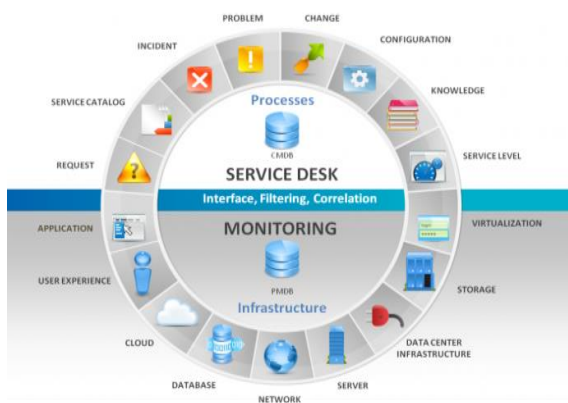 PROBLEM
CHANGE
INCIDENT
CONFIGURATION
SERVICE CATALOG
KNOWLEDGE
REQUEST
SERVICE LEVEL
Processes
CMDB
SERVICE DESK
Interface, Filtering, Correlation
MONITORING
PMDB
Infrastructure
APPLICATION
VIRTUALIZATION
USER EXPERIENCE
STORAGE
CLOUD
DATA CENTER
INFRASTRUCTURE
DATABASE
SERVER
NETWORK